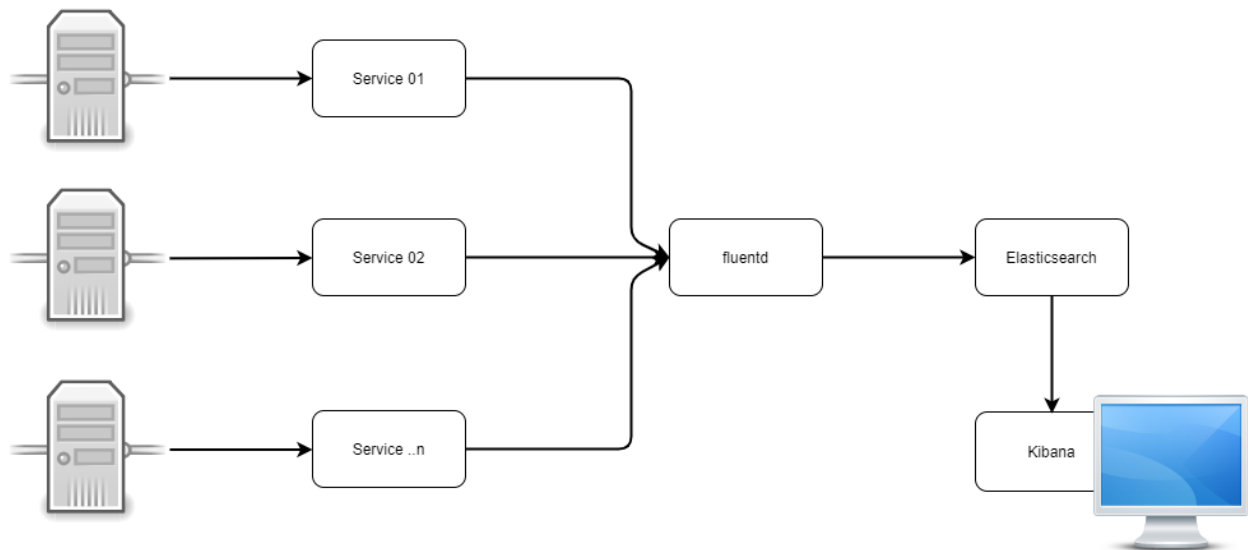 Service 01
Service 02
fluentd
Elasticsearch
Service ..n
Kibana